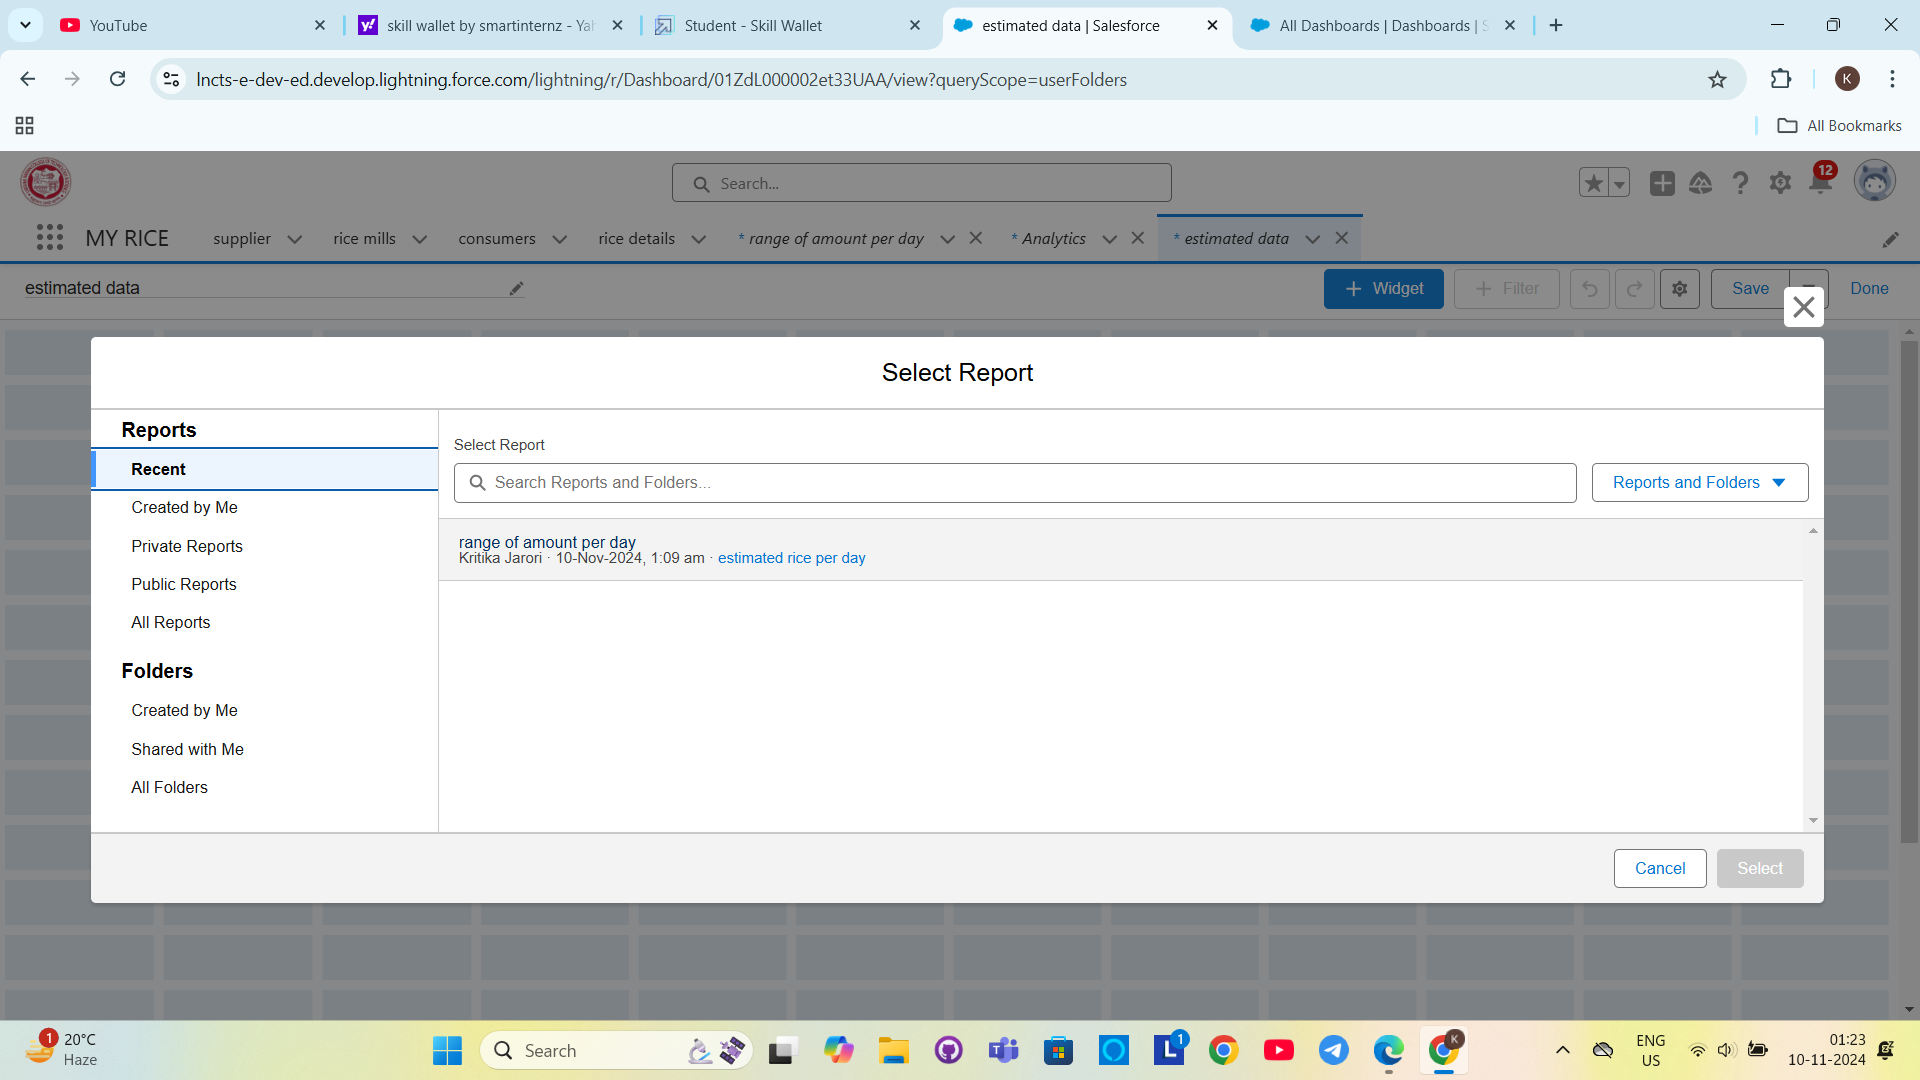 YouTube
skill wallet by smartinternz - Yah
Student - Skill Wallet
estimated data | Salesforce
All Dashboards | Dashboards | S
lncts-e-dev-ed.develop.lightning.force.com/lightning/r/Dashboard/01ZdL000002et33UAA/view?queryScope=userFolders
K
All Bookmarks
Search...
12
MY RICE
supplier
rice mills
consumers
rice details
* range of amount per day
* Analytics
* estimated data
estimated data
+ Widget
+ Filter
Save
Done
Select Report
Reports
Recent
Created by Me
Private Reports
Public Reports
All Reports
Folders
Created by Me
Shared with Me
All Folders
Select Report
Search Reports and Folders...
Reports and Folders
range of amount per day
Kritika Jarori · 10-Nov-2024, 1:09 am · estimated rice per day
Cancel
Select
1
20°C
Haze
Search
L
1
K
ENG
US
01:23
10-11-2024